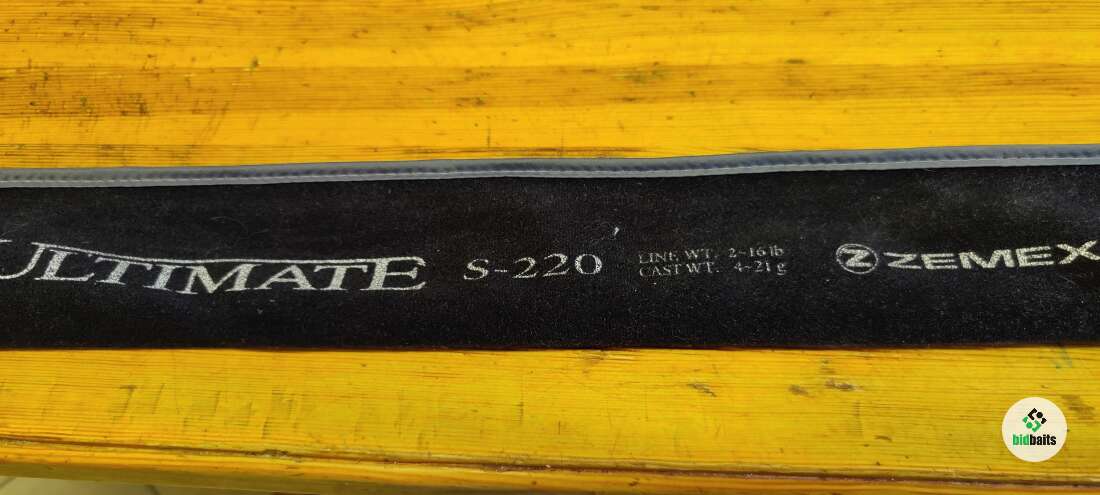 ULTIMATE S-220
LINE WT. 2-16 lb
CAST WT. 4-21 g
Z ZEMEX
bidbaits